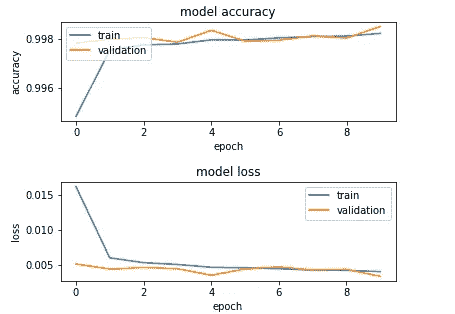 model accuracy
0.998
0.996
accuracy
train
validation
0 2 4 6 8
epoch
model loss
0.015
0.010
0.005
loss
train
validation
0 2 4 6 8
epoch